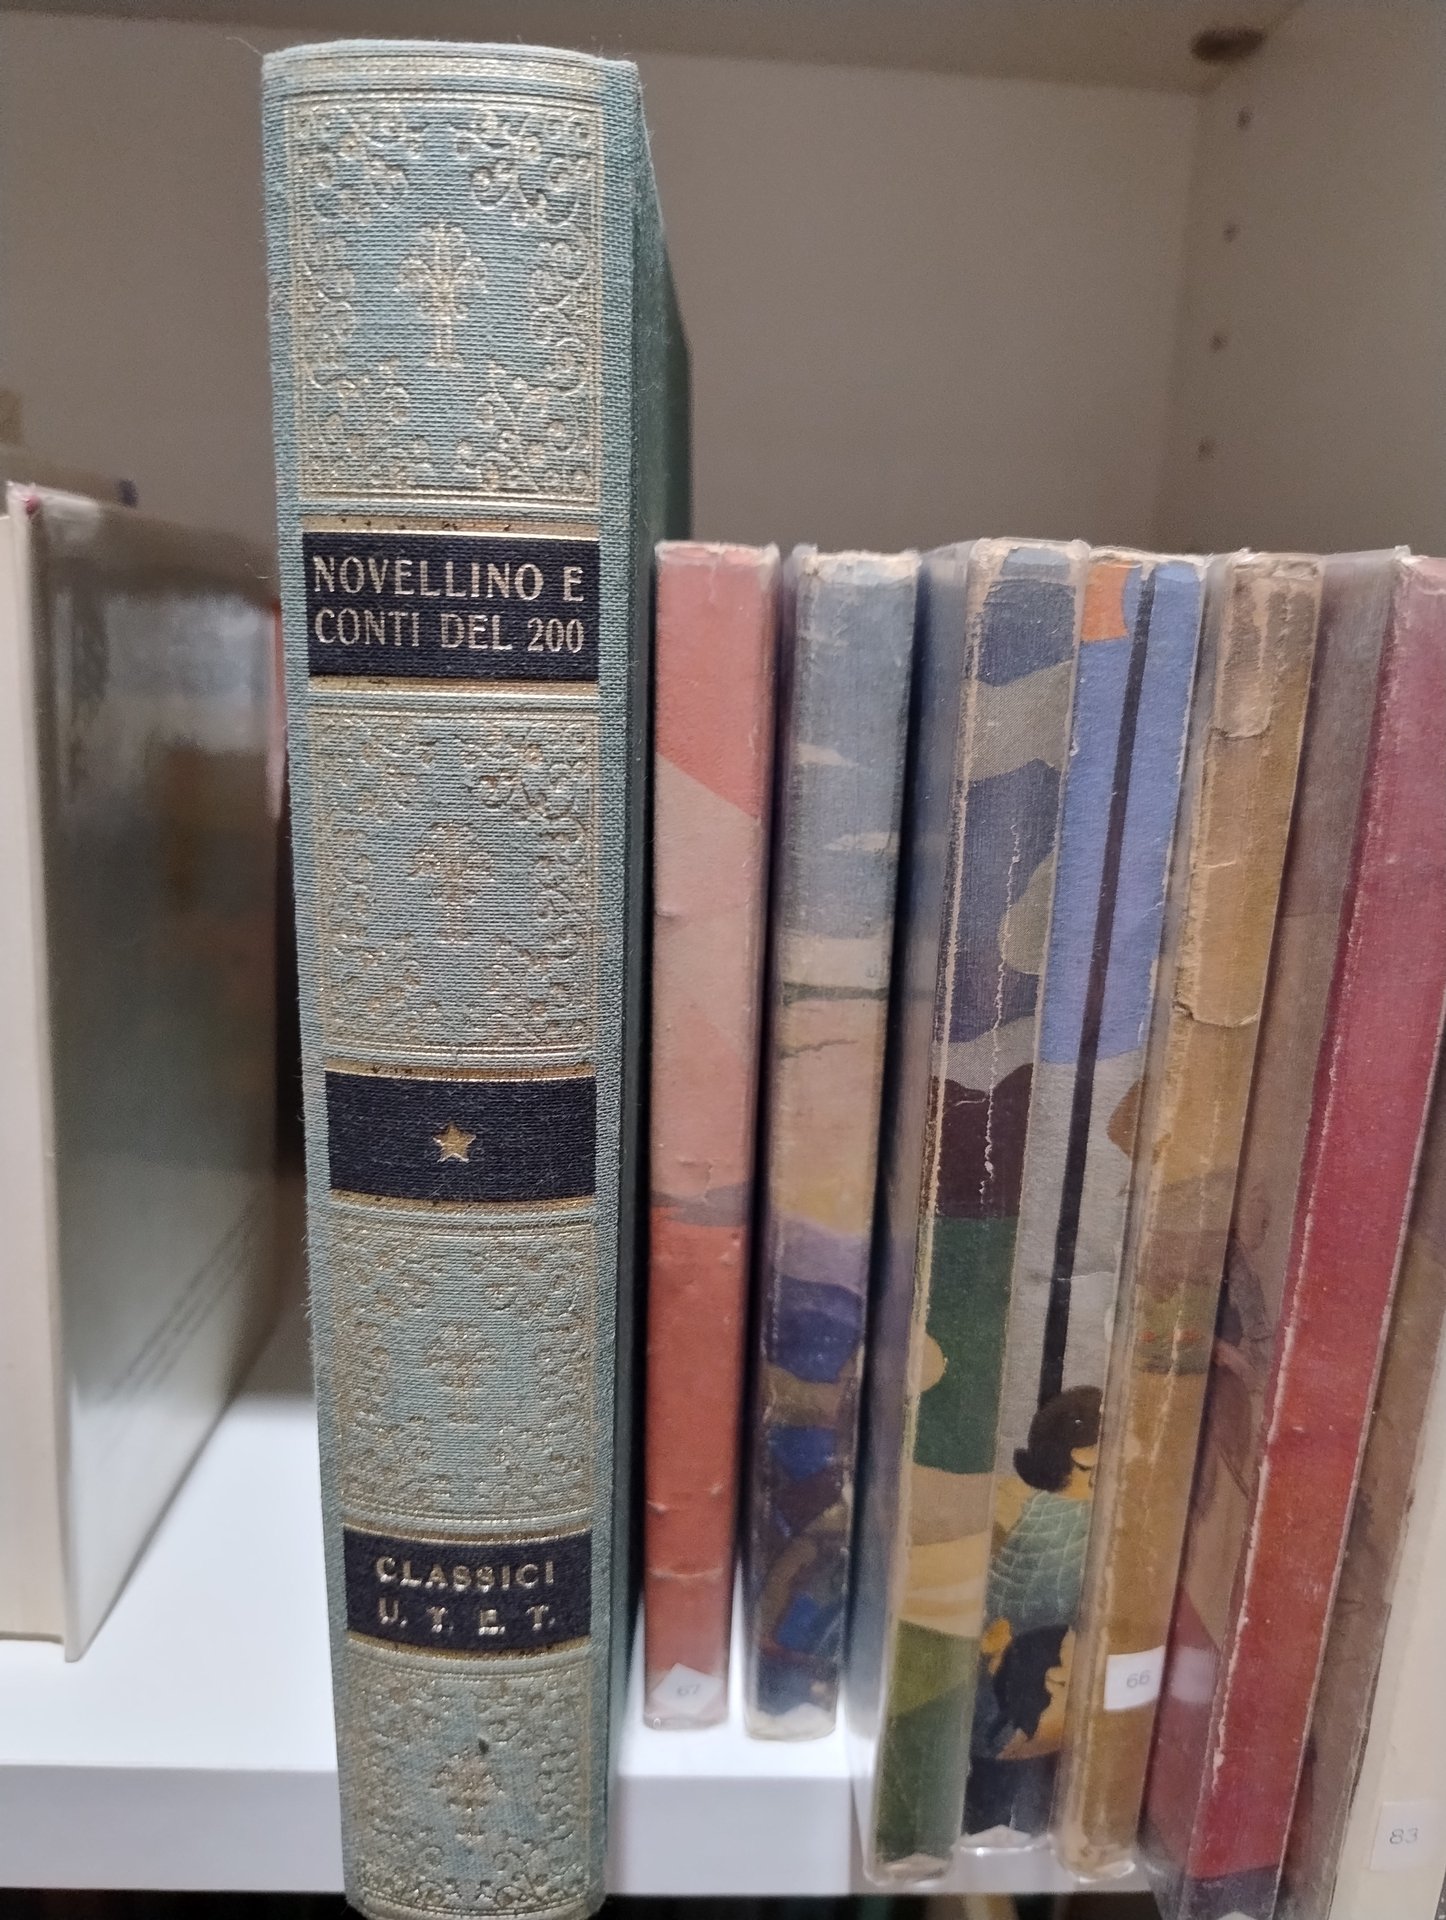 NOVELLINO E
CONTI DEL 200
CLASSICI
U. T. E. T.
67
66
83